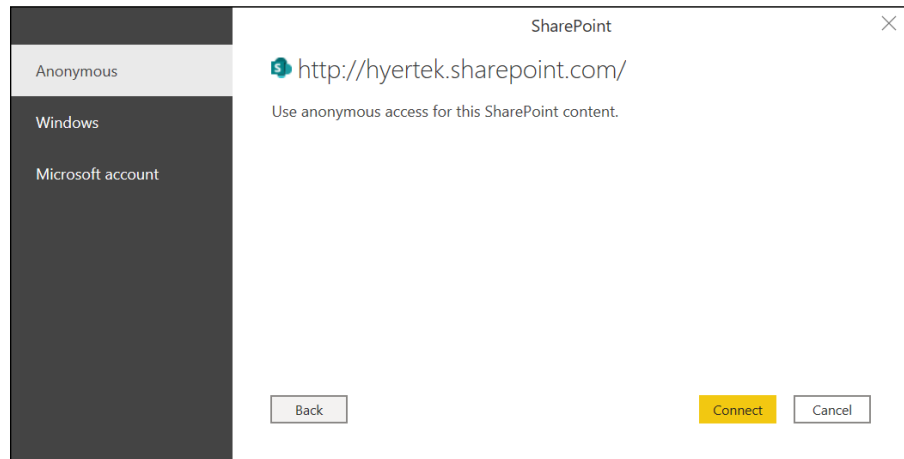 SharePoint
Anonymous
Windows
Microsoft account
http://hyertek.sharepoint.com/
Use anonymous access for this SharePoint content.
Back
Connect
Cancel